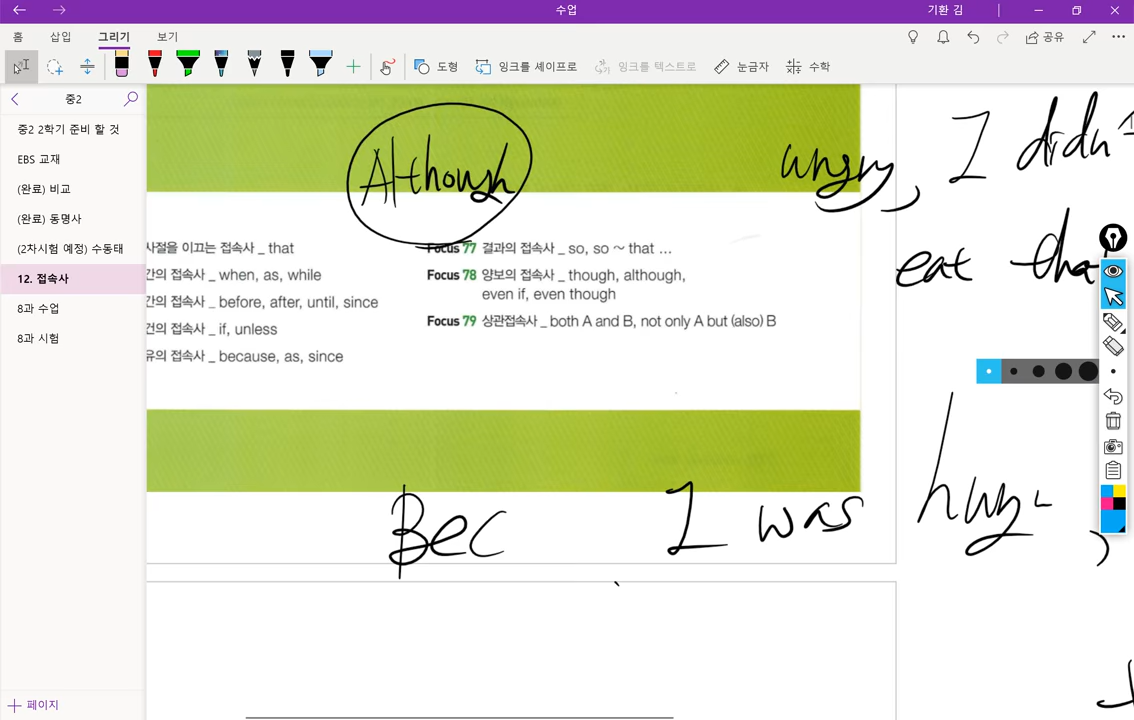 수업
기환 김
홈 삽입 그리기 보기
공유
도형 잉크를 셰이프로 잉크를 텍스트로 눈금자 수학
중2
중2 2학기 준비 할 것
EBS 교재
(완료) 비교
(완료) 동명사
(2차시험 예정) 수동태
12. 접속사
8과 수업
8과 시험
페이지
Although
사절을 이끄는 접속사 _ that
간의 접속사 _ when, as, while
간의 접속사 _ before, after, until, since
건의 접속사 _ if, unless
유의 접속사 _ because, as, since
Focus 77 결과의 접속사 _ so, so ~ that ...
Focus 78 양보의 접속사 _ though, although,
even if, even though
Focus 79 상관접속사 _ both A and B, not only A but (also) B
, I didn'
eat tha
Bec I was